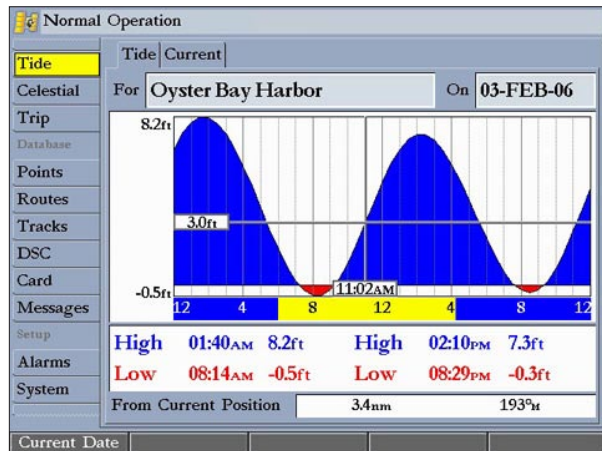 Normal Operation
Tide
Celestial
Trip
Database
Points
Routes
Tracks
DSC
Card
Messages
Setup
Alarms
System
Tide Current
For Oyster Bay Harbor On 03-FEB-06
8.2ft
3.0ft
-0.5ft
11:02AM
12 4 8 12 4 8 12
High 01:40AM 8.2ft High 02:10PM 7.3ft
Low 08:14AM -0.5ft Low 08:29PM -0.3ft
From Current Position 3.4nm 193°M
Current Date